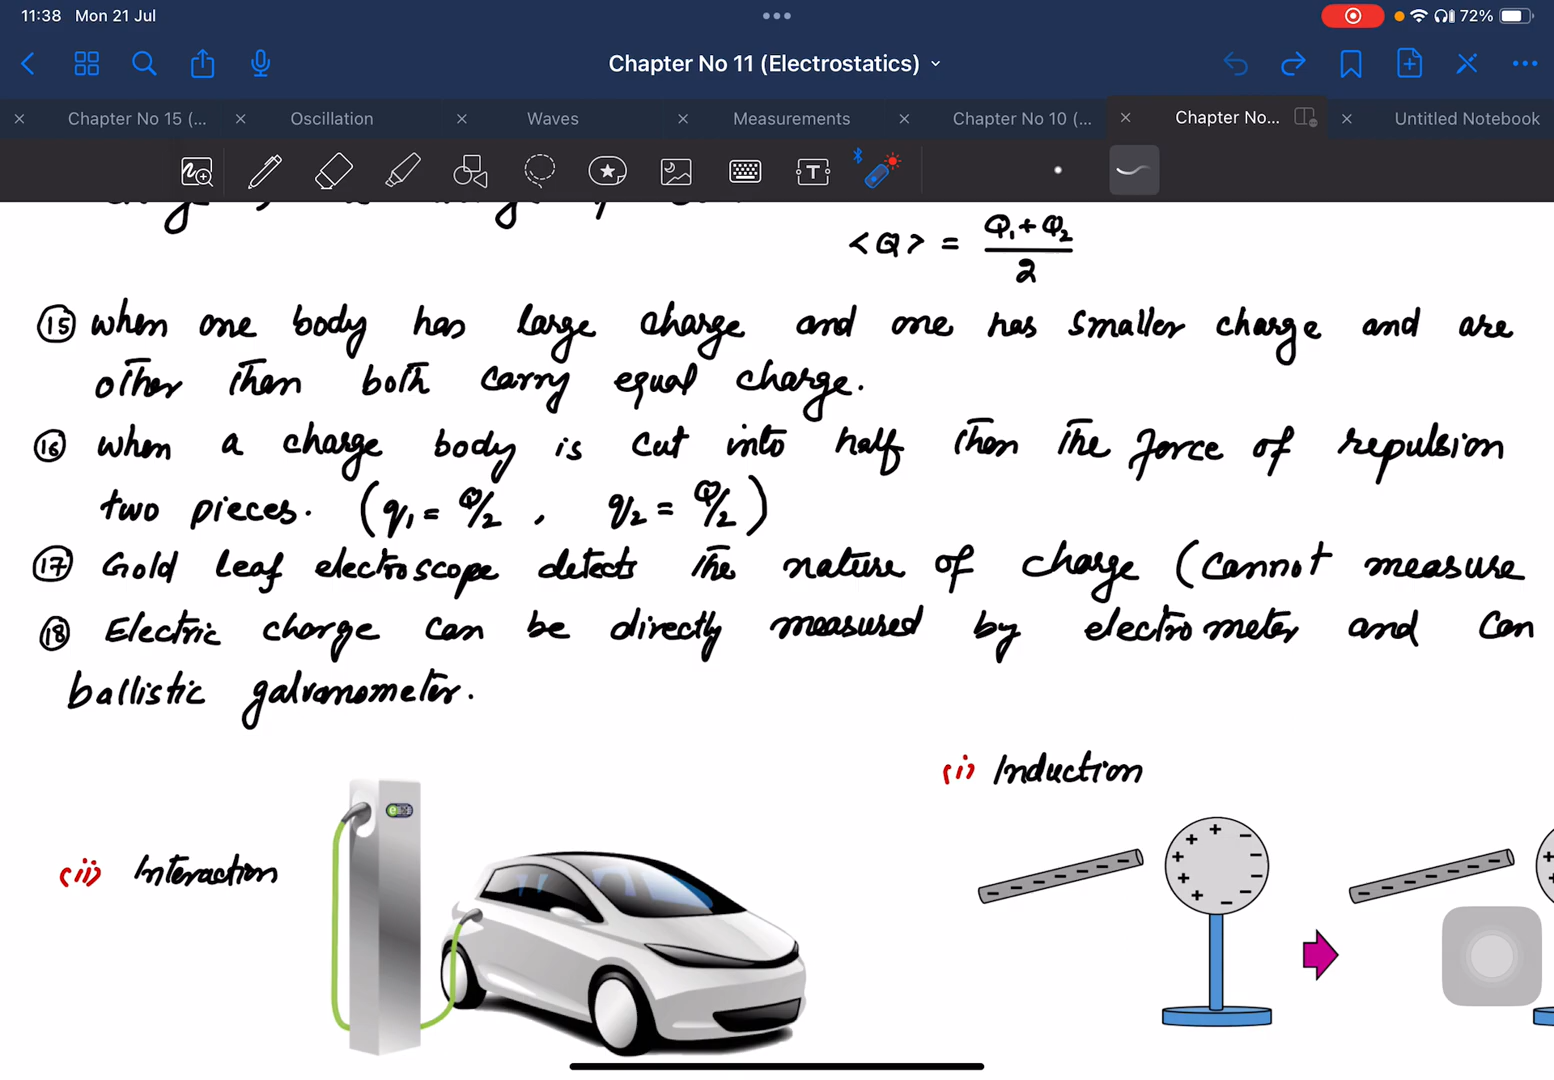 11:38 Mon 21 Jul
72%
Chapter No 11 (Electrostatics)
Chapter No 15 (...
Oscillation
Waves
Measurements
Chapter No 10 (...
Chapter No...
Untitled Notebook
T
<Q> = Q₁+Q₂
2
(15) when one body has large charge and one has smaller charge and are
other then both carry equal charge.
(16) when a charge body is cut into half then the force of repulsion
two pieces. (q₁ = Q/2 , q₂ = Q/2)
(17) Gold leaf electroscope detects the nature of charge (cannot measure
(18) Electric charge can be directly measured by electrometer and can
ballistic galvanometer.
(i) Induction
(ii) Interaction